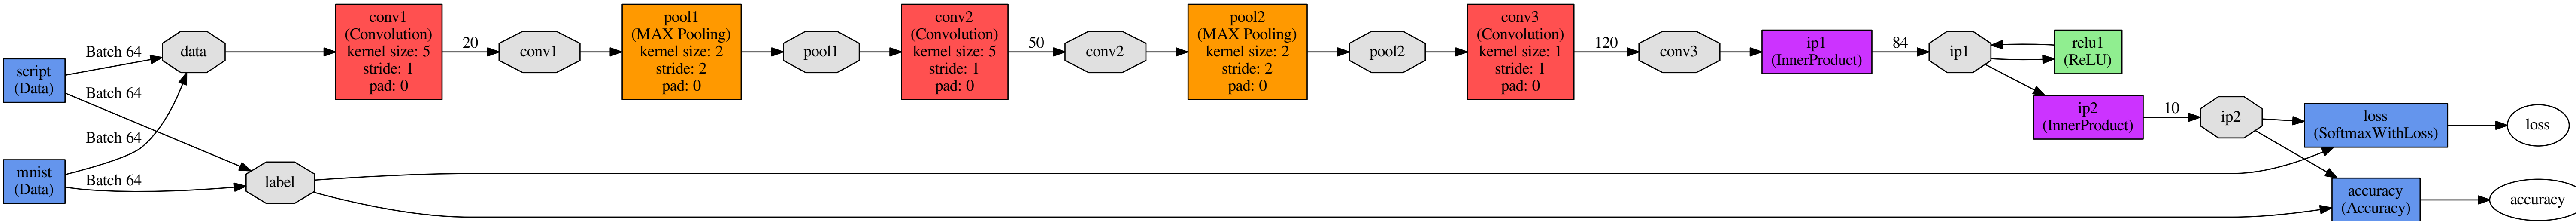 script
(Data)
mnist
(Data)
Batch 64
Batch 64
Batch 64
Batch 64
data
label
conv1
(Convolution)
kernel size: 5
stride: 1
pad: 0
20
conv1
pool1
(MAX Pooling)
kernel size: 2
stride: 2
pad: 0
pool1
conv2
(Convolution)
kernel size: 5
stride: 1
pad: 0
50
conv2
pool2
(MAX Pooling)
kernel size: 2
stride: 2
pad: 0
pool2
conv3
(Convolution)
kernel size: 1
stride: 1
pad: 0
120
conv3
ip1
(InnerProduct)
84
ip1
relu1
(ReLU)
ip2
(InnerProduct)
10
ip2
loss
(SoftmaxWithLoss)
loss
accuracy
(Accuracy)
accuracy